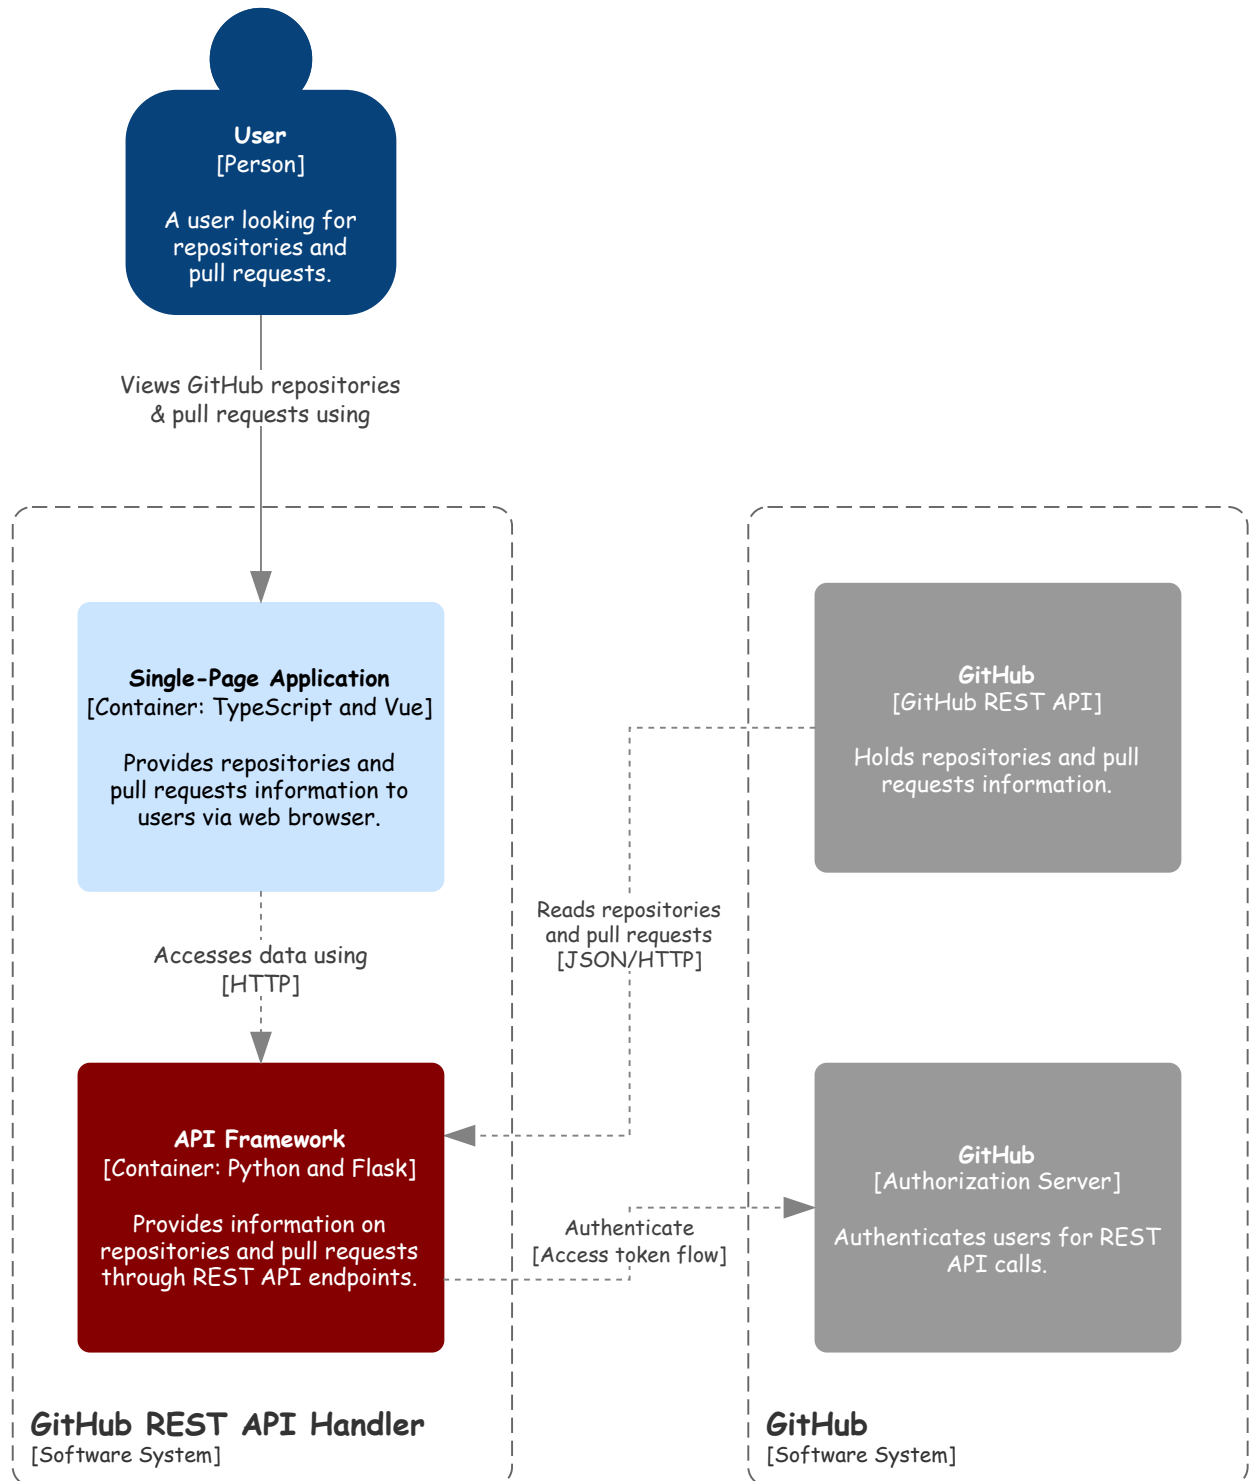 User
[Person]
A user looking for
repositories and
pull requests.
Views GitHub repositories
& pull requests using
Single-Page Application
[Container: TypeScript and Vue]
Provides repositories and
pull requests information to
users via web browser.
GitHub
[GitHub REST API]
Holds repositories and pull
requests information.
Accesses data using
[HTTP]
Reads repositories
and pull requests
[JSON/HTTP]
API Framework
[Container: Python and Flask]
Provides information on
repositories and pull requests
through REST API endpoints.
Authenticate
[Access token flow]
GitHub
[Authorization Server]
Authenticates users for REST
API calls.
GitHub REST API Handler
[Software System]
GitHub
[Software System]